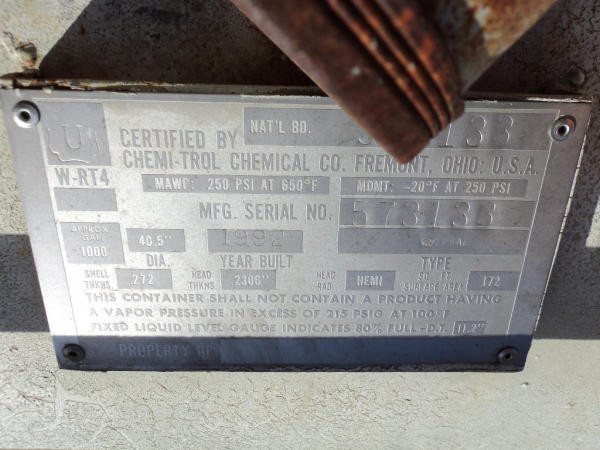 U
NAT'L BD. 133
CERTIFIED BY
CHEMI-TROL CHEMICAL CO. FREMONT, OHIO: U.S.A.
W-RT4
MAWP: 250 PSI AT 650°F MDMT: -20°F AT 250 PSI
MFG. SERIAL NO. 573133
APPROX GAL 1000 40.5" 1992
DIA. YEAR BUILT TYPE
SHELL THKNS .272 HEAD THKNS .2306" HEAD RAD HEMI SQ. FT. SURFACE AREA 172
THIS CONTAINER SHALL NOT CONTAIN A PRODUCT HAVING
A VAPOR PRESSURE IN EXCESS OF 215 PSIG AT 100°F
FIXED LIQUID LEVEL GAUGE INDICATES 80% FULL-D.T. 11.2"
PROPERTY OF